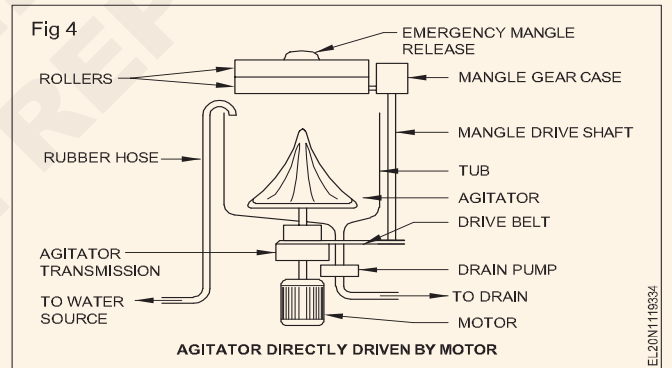 Fig 4
EMERGENCY MANGLE
RELEASE
ROLLERS
MANGLE GEAR CASE
MANGLE DRIVE SHAFT
RUBBER HOSE
TUB
AGITATOR
DRIVE BELT
AGITATOR
TRANSMISSION
DRAIN PUMP
TO WATER
SOURCE
TO DRAIN
MOTOR
AGITATOR DIRECTLY DRIVEN BY MOTOR
EL20N1119334